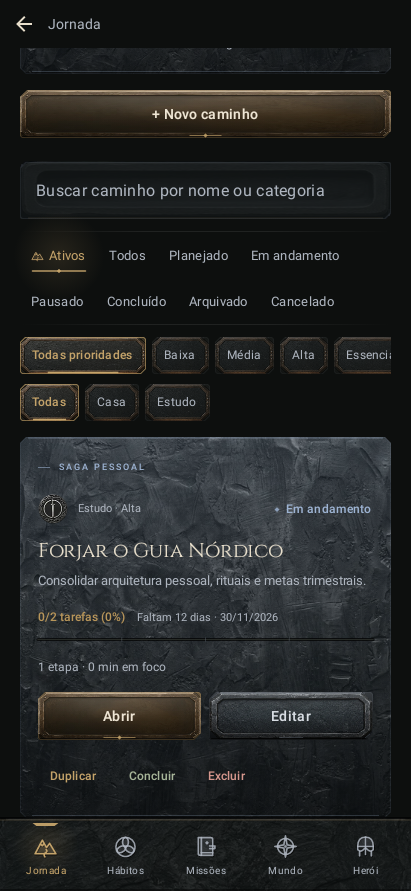 Jornada
+ Novo caminho
Buscar caminho por nome ou categoria
Ativos Todos Planejado Em andamento
Pausado Concluído Arquivado Cancelado
Todas prioridades Baixa Média Alta
Todas Casa Estudo
SAGA PESSOAL
Estudo · Alta Em andamento
Forjar o Guia Nórdico
Consolidar arquitetura pessoal, rituais e metas trimestrais.
0/2 tarefas (0%) Faltam 12 dias · 30/11/2026
1 etapa · 0 min em foco
Abrir Editar
Duplicar Concluir Excluir
Jornada Hábitos Missões Mundo Herói